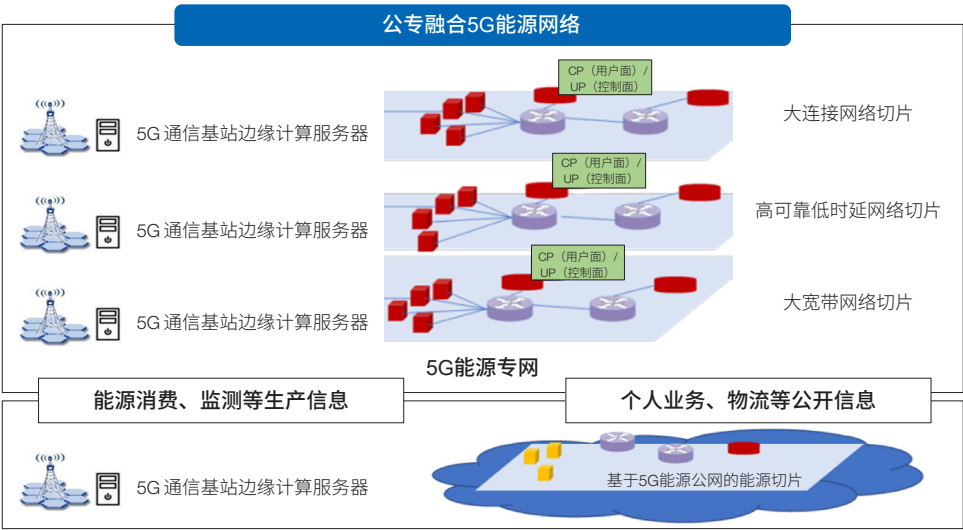 公专融合5G能源网络
CP（用户面）/
UP（控制面）
5G 通信基站边缘计算服务器
大连接网络切片
CP（用户面）/
UP（控制面）
5G 通信基站边缘计算服务器
高可靠低时延网络切片
CP（用户面）/
UP（控制面）
5G 通信基站边缘计算服务器
大宽带网络切片
5G能源专网
能源消费、监测等生产信息
个人业务、物流等公开信息
5G 通信基站边缘计算服务器
基于5G能源公网的能源切片